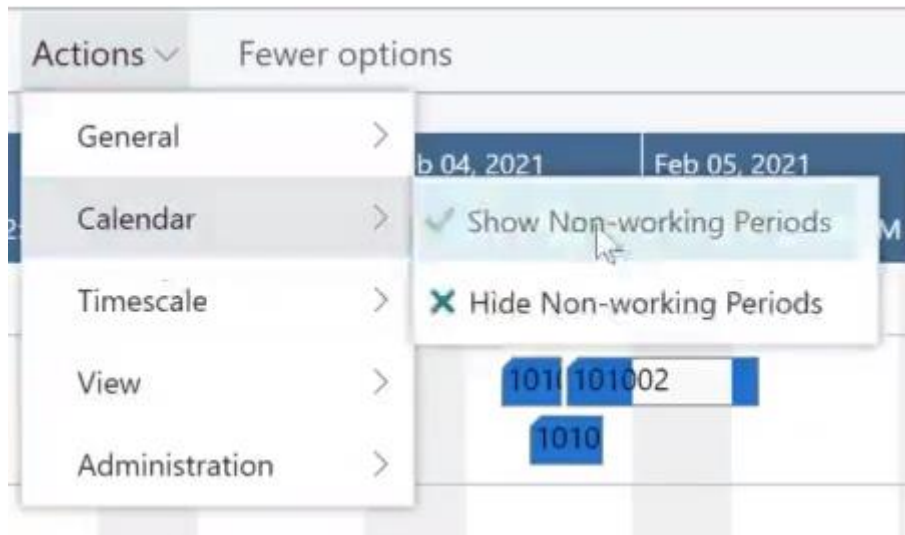 Actions Fewer options
General
b 04, 2021 Feb 05, 2021
Calendar
Show Non-working Periods
M
Timescale
Hide Non-working Periods
View
101 101002
1010
Administration